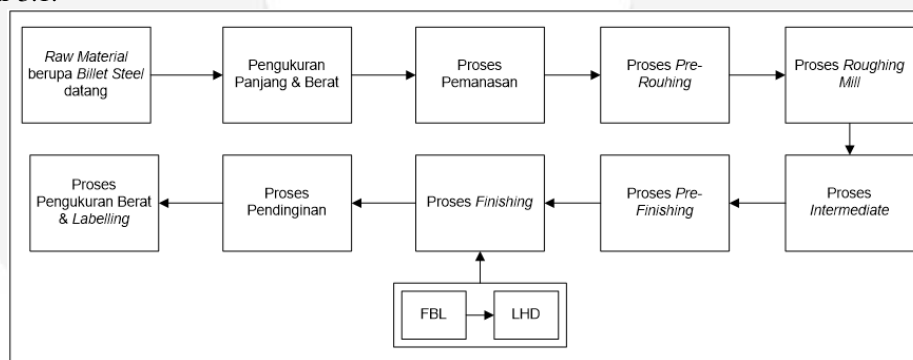 Raw Material
berupa Billet Steel
datang
Pengukuran
Panjang & Berat
Proses
Pemanasan
Proses Pre-
Rouhing
Proses Roughing
Mill
Proses
Pengukuran Berat
& Labelling
Proses
Pendinginan
Proses Finishing
Proses Pre-
Finishing
Proses
Intermediate
FBL
LHD